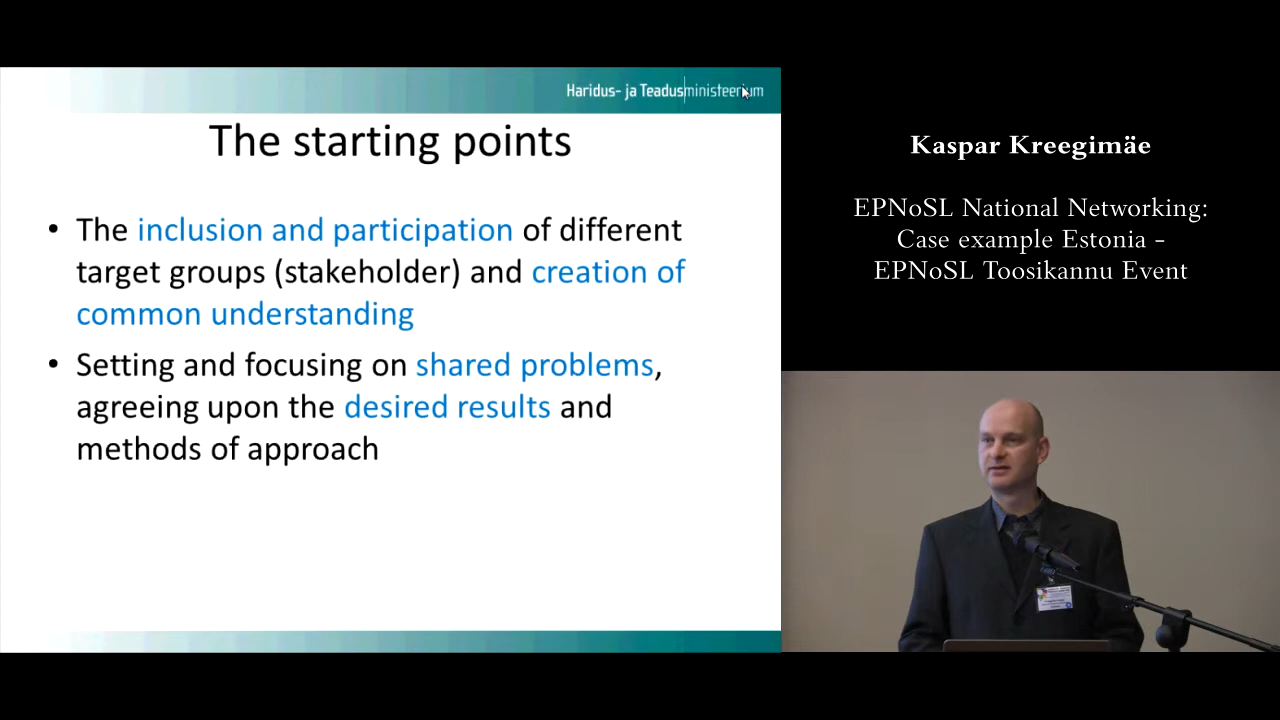 Haridus- ja Teadusministeerium
The starting points
• The inclusion and participation of different
target groups (stakeholder) and creation of
common understanding
• Setting and focusing on shared problems,
agreeing upon the desired results and
methods of approach
Kaspar Kreegimäe
EPNoSL National Networking:
Case example Estonia -
EPNoSL Toosikannu Event